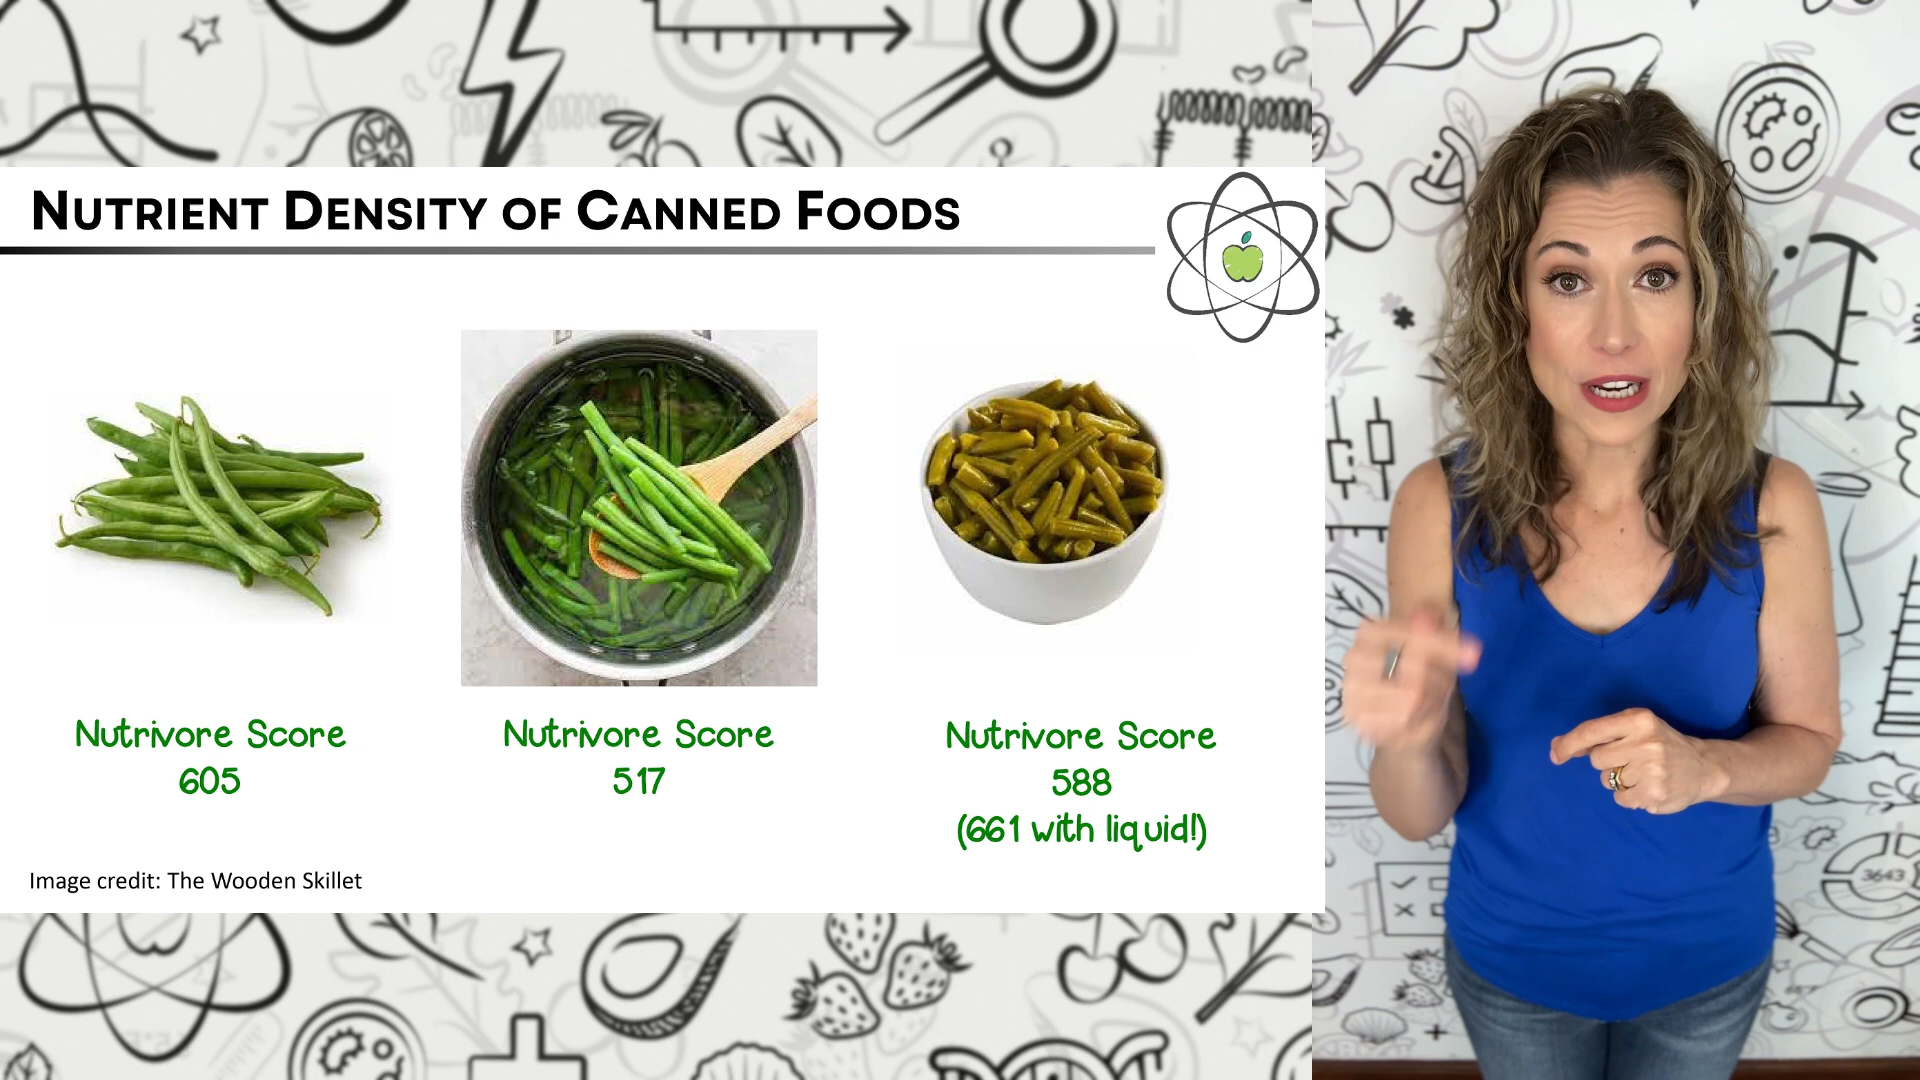 NUTRIENT DENSITY OF CANNED FOODS
Nutrivore Score
605
Nutrivore Score
517
Nutrivore Score
588
(661 with liquid!)
Image credit: The Wooden Skillet
3643